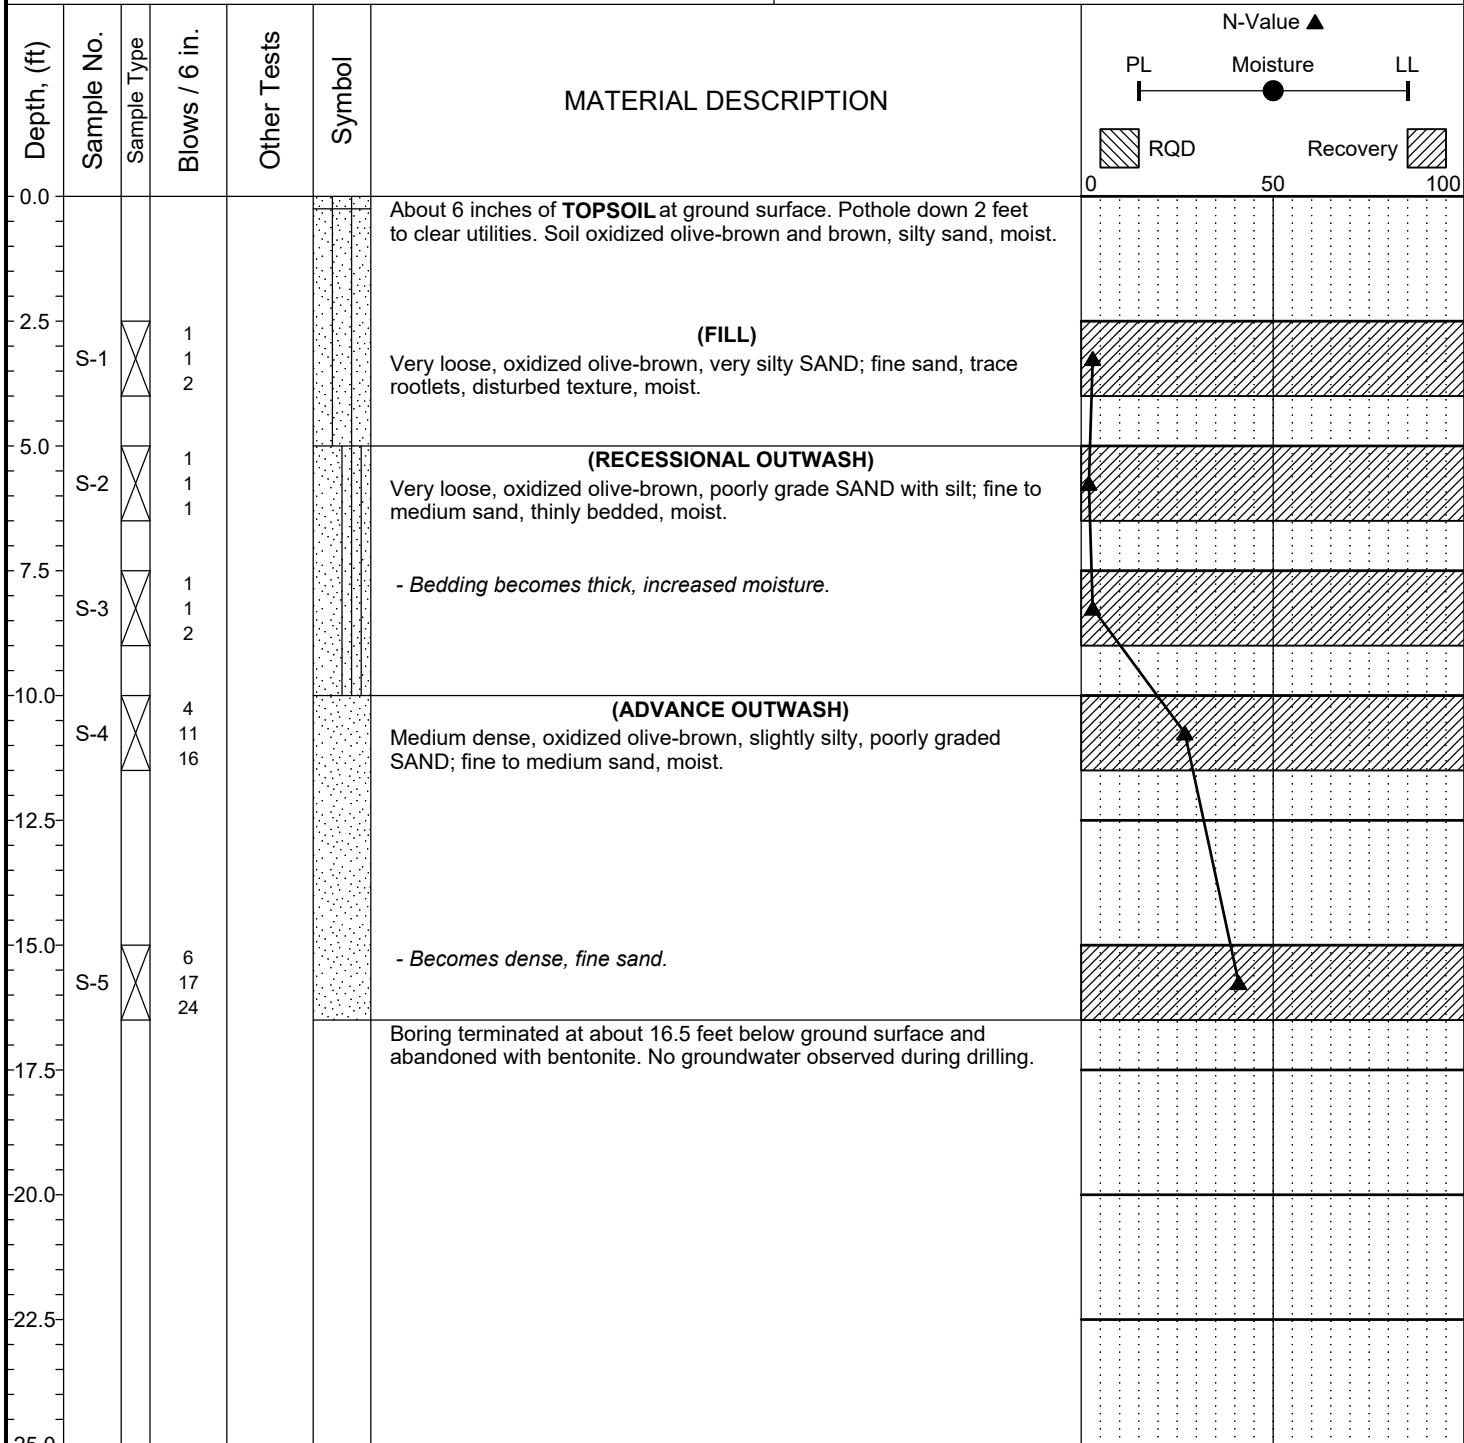 Depth, (ft)
Sample No.
Sample Type
Blows / 6 in.
Other Tests
Symbol
MATERIAL DESCRIPTION
N-Value ▲
PL Moisture LL
RQD Recovery
0 50 100
0.0
About 6 inches of TOPSOIL at ground surface. Pothole down 2 feet
to clear utilities. Soil oxidized olive-brown and brown, silty sand, moist.
2.5
(FILL)
1
S-1 1
2
Very loose, oxidized olive-brown, very silty SAND; fine sand, trace
rootlets, disturbed texture, moist.
5.0
(RECESSIONAL OUTWASH)
1
S-2 1
1
Very loose, oxidized olive-brown, poorly grade SAND with silt; fine to
medium sand, thinly bedded, moist.
7.5
1
S-3 1
2
- Bedding becomes thick, increased moisture.
10.0
(ADVANCE OUTWASH)
4
S-4 11
16
Medium dense, oxidized olive-brown, slightly silty, poorly graded
SAND; fine to medium sand, moist.
12.5
15.0
6
S-5 17
24
- Becomes dense, fine sand.
Boring terminated at about 16.5 feet below ground surface and
abandoned with bentonite. No groundwater observed during drilling.
17.5
20.0
22.5
25.0